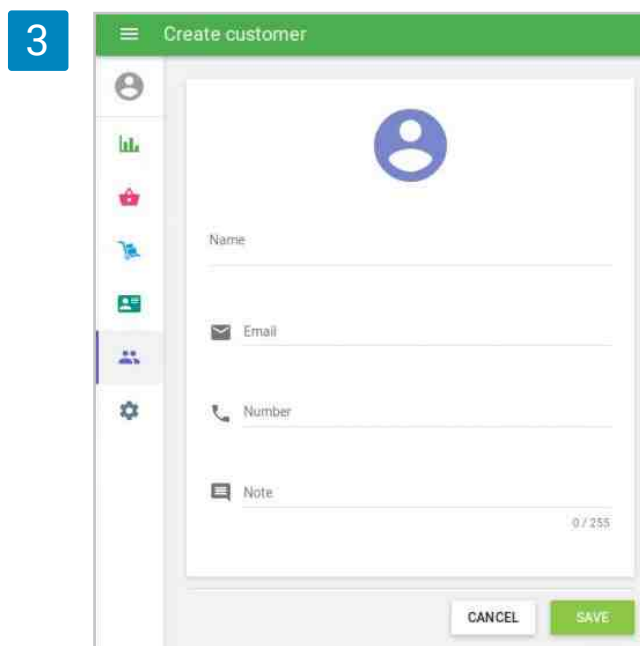 3
Create customer
Name
Email
Number
Note
0 / 255
CANCEL
SAVE